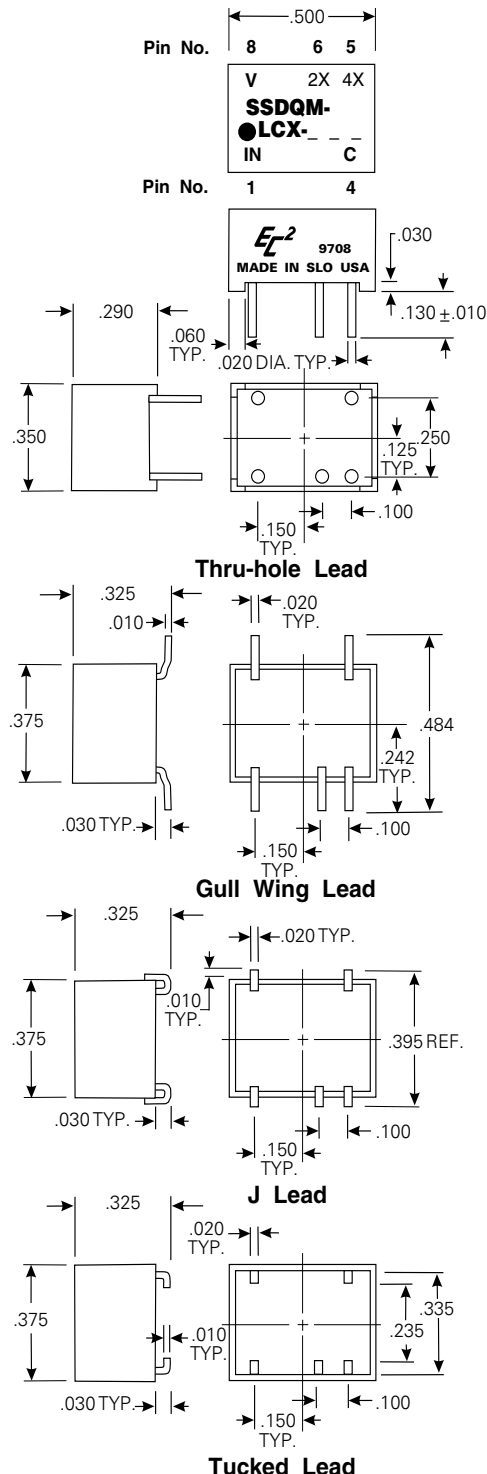 .500
Pin No. 8 6 5
V 2X 4X
SSDQM-
●LCX-_ _ _
IN C
Pin No. 1 4
EC² 9708
MADE IN SLO USA
.030
.130 ±.010
.290
.060
TYP.
.020 DIA. TYP.
.350
.250
.125
TYP.
.150
TYP.
.100
Thru-hole Lead
.325
.010
.020
TYP.
.375
.484
.242
TYP.
.030 TYP.
.150
TYP.
.100
Gull Wing Lead
.325
.020 TYP.
.010
TYP.
.375
.395 REF.
.030 TYP.
.150
TYP.
.100
J Lead
.325
.020
TYP.
.375
.010
TYP.
.335
.235
.030 TYP.
.150
TYP.
.100
Tucked Lead